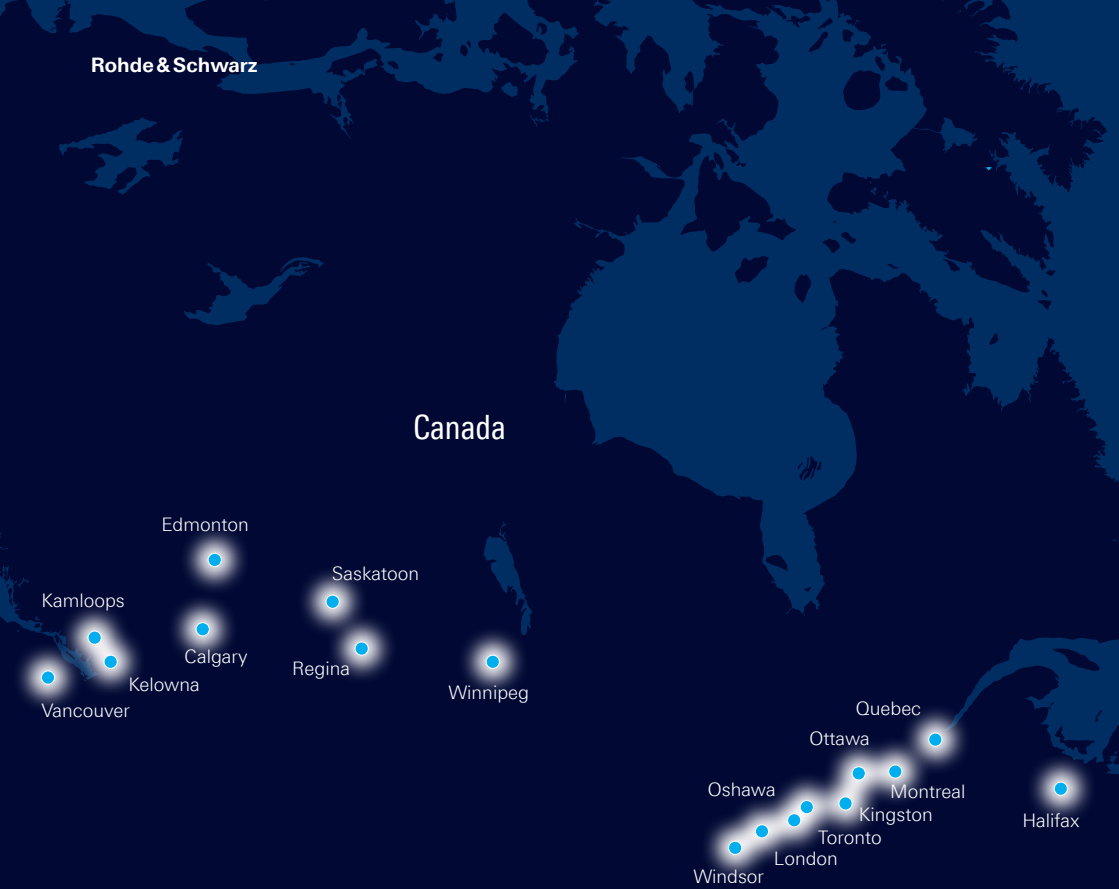 Rohde & Schwarz
Canada
Edmonton
Saskatoon
Kamloops
Calgary
Regina
Kelowna
Winnipeg
Vancouver
Quebec
Ottawa
Oshawa
Montreal
Kingston
Halifax
Toronto
London
Windsor